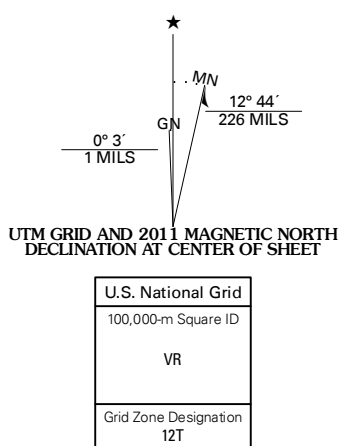 ★
MN
GN
12° 44´
226 MILS
0° 3´
1 MILS
UTM GRID AND 2011 MAGNETIC NORTH
DECLINATION AT CENTER OF SHEET
U.S. National Grid
100,000-m Square ID
VR
Grid Zone Designation
12T